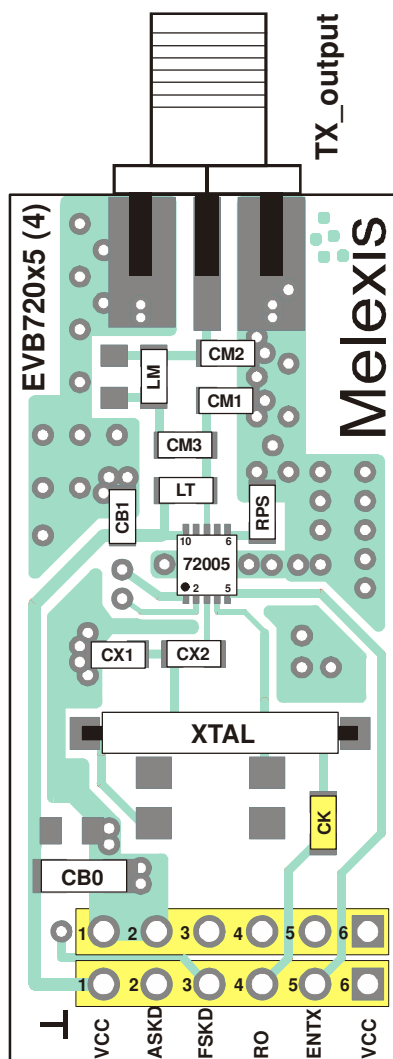 TX_output
EVB720x5 (4)
Melexis
CM2
LM
CM1
CM3
LT
CB1
RPS
10 6
72005
2 5
CX1 CX2
XTAL
CK
CB0
1 2 3 4 5 6
1 2 3 4 5 6
VCC ASKD FSKD RO ENTX VCC